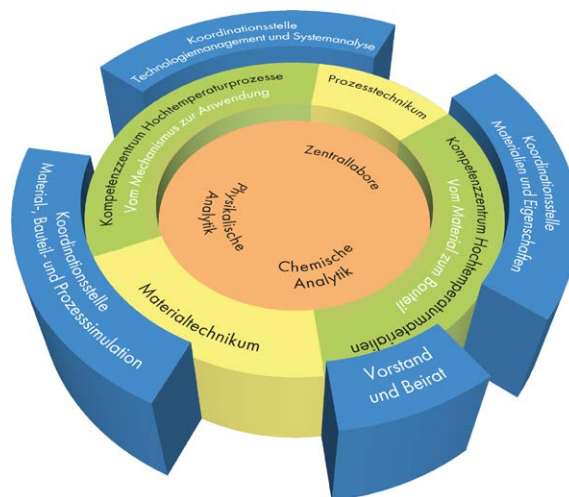 Koordinationsstelle
Technologiemanagement und Systemanalyse
Kompetenzzentrum Hochtemperaturprozesse
Vom Mechanismus zur Anwendung
Prozesstechnikum
Koordinationsstelle
Materialien und Eigenschaffen
Kompetenzzentrum Hochtemperaturmaterialien
Vom Material zum Bauteil
Zentrallabore
Physikalische
Analytik
Chemische
Analytik
Koordinationsstelle
Material-, Bauteil- und Prozesssimulation
Materialtechnikum
Vorstand
und Beirat